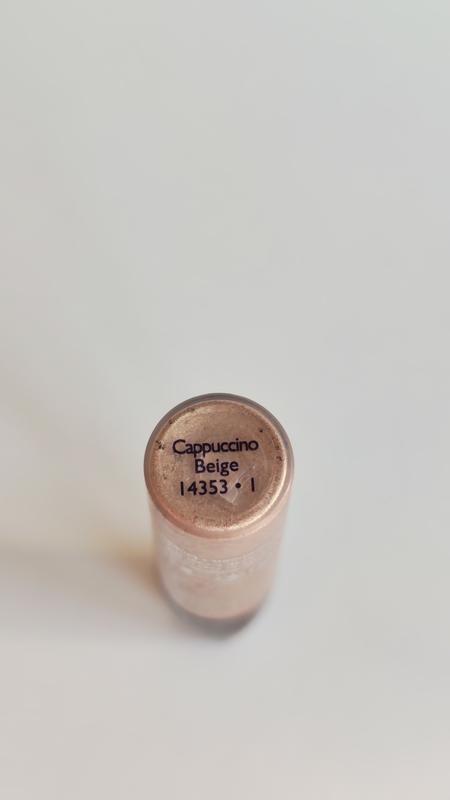 Cappuccino
Beige
14353 • 1